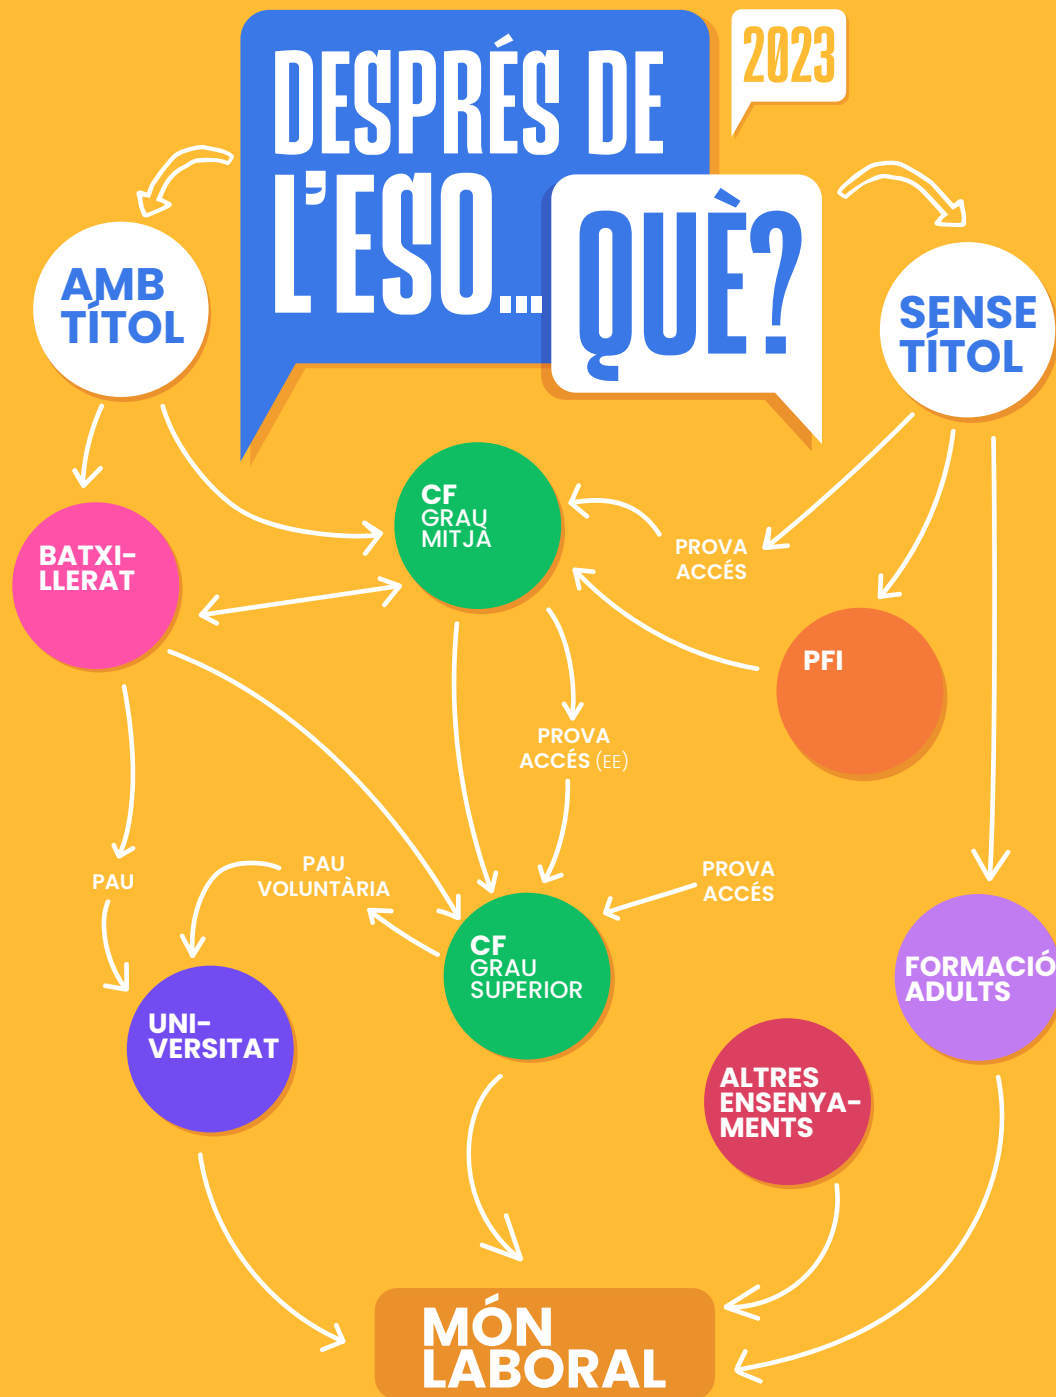 DESPRÉS DE
L'ESO...
QUÈ?
2023
AMB
TÍTOL
SENSE
TÍTOL
CF
GRAU
MITJÀ
PROVA
ACCÉS
BATXI-
LLERAT
PFI
PROVA
ACCÉS (EE)
PAU
PAU
VOLUNTÀRIA
PROVA
ACCÉS
CF
GRAU
SUPERIOR
FORMACIÓ
ADULTS
UNI-
VERSITAT
ALTRES
ENSENYA-
MENTS
MÓN
LABORAL